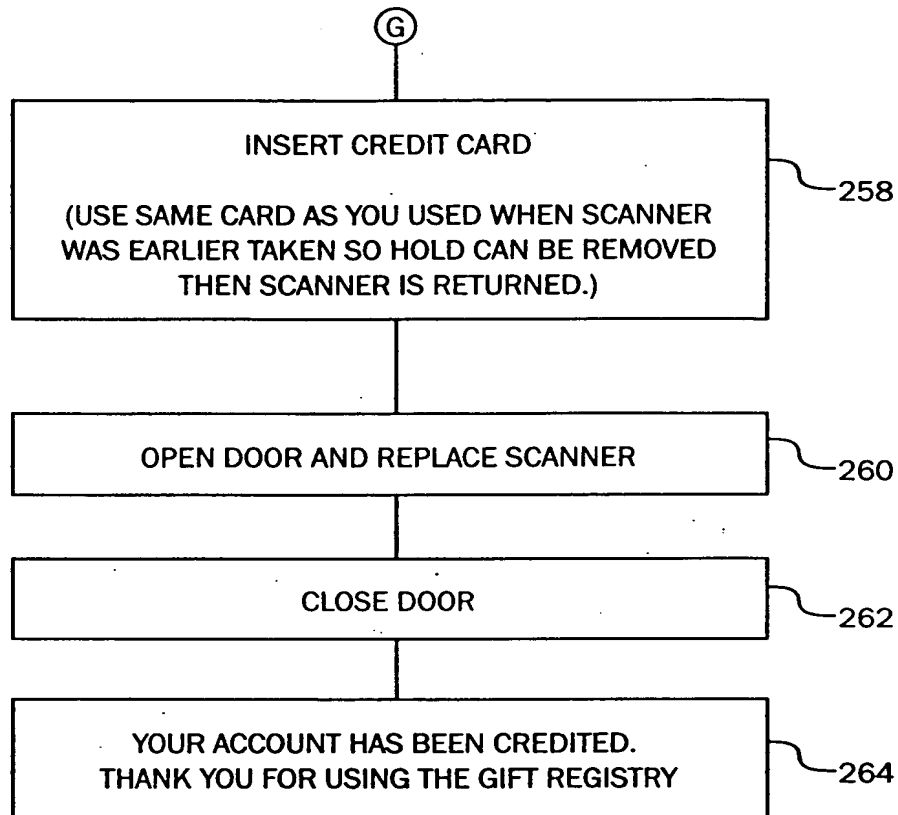 G
INSERT CREDIT CARD
(USE SAME CARD AS YOU USED WHEN SCANNER
WAS EARLIER TAKEN SO HOLD CAN BE REMOVED
THEN SCANNER IS RETURNED.)
258
OPEN DOOR AND REPLACE SCANNER
260
CLOSE DOOR
262
YOUR ACCOUNT HAS BEEN CREDITED.
THANK YOU FOR USING THE GIFT REGISTRY
264